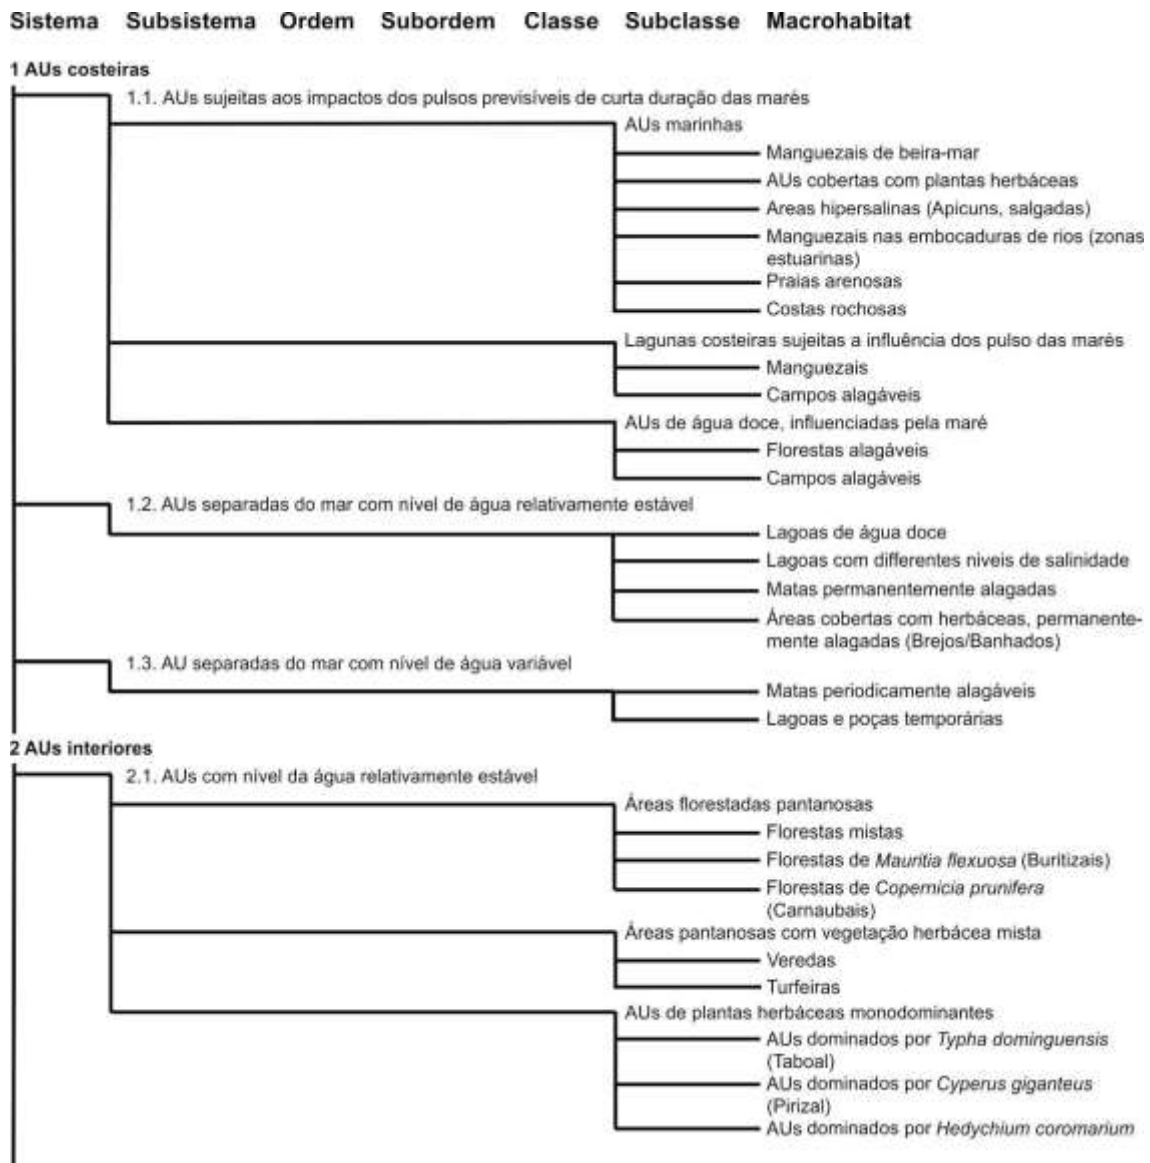 Sistema Subsistema Ordem Subordem Classe Subclasse Macrohabitat
1 AUs costeiras
1.1. AUs sujeitas aos impactos dos pulsos previsíveis de curta duração das marés
AUs marinhas
Manguezais de beira-mar
AUs cobertas com plantas herbáceas
Areas hipersalinas (Apicuns, salgadas)
Manguezais nas embocaduras de rios (zonas
estuarinas)
Praias arenosas
Costas rochosas
Lagunas costeiras sujeitas a influência dos pulso das marés
Manguezais
Campos alagáveis
AUs de água doce, influenciadas pela maré
Florestas alagáveis
Campos alagáveis
1.2. AUs separadas do mar com nível de água relativamente estável
Lagoas de água doce
Lagoas com differentes niveis de salinidade
Matas permanentemente alagadas
Áreas cobertas com herbáceas, permanente-
mente alagadas (Brejos/Banhados)
1.3. AU separadas do mar com nível de água variável
Matas periodicamente alagáveis
Lagoas e poças temporárias
2 AUs interiores
2.1. AUs com nível da água relativamente estável
Áreas florestadas pantanosas
Florestas mistas
Florestas de Mauritia flexuosa (Buritizais)
Florestas de Copernicia prunifera
(Carnaubais)
Áreas pantanosas com vegetação herbácea mista
Veredas
Turfeiras
AUs de plantas herbáceas monodominantes
AUs dominados por Typha dominguensis
(Taboal)
AUs dominados por Cyperus giganteus
(Pirizal)
AUs dominados por Hedychium coromarium